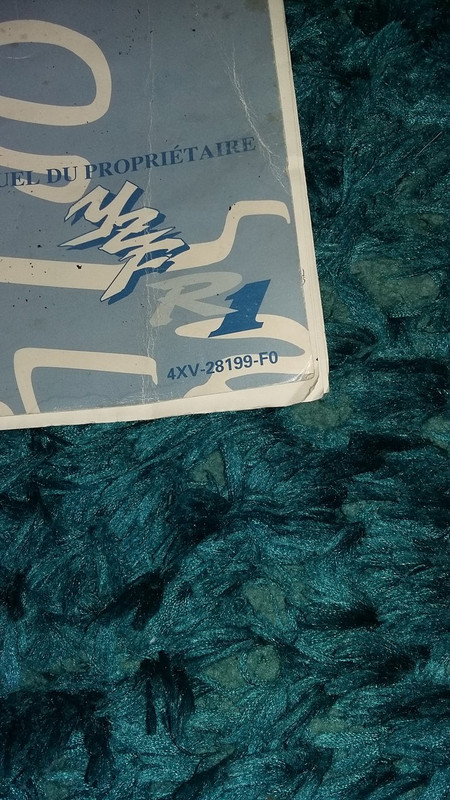 UEL DU PROPRIÉTAIRE
YZF
R1
4XV-28199-F0